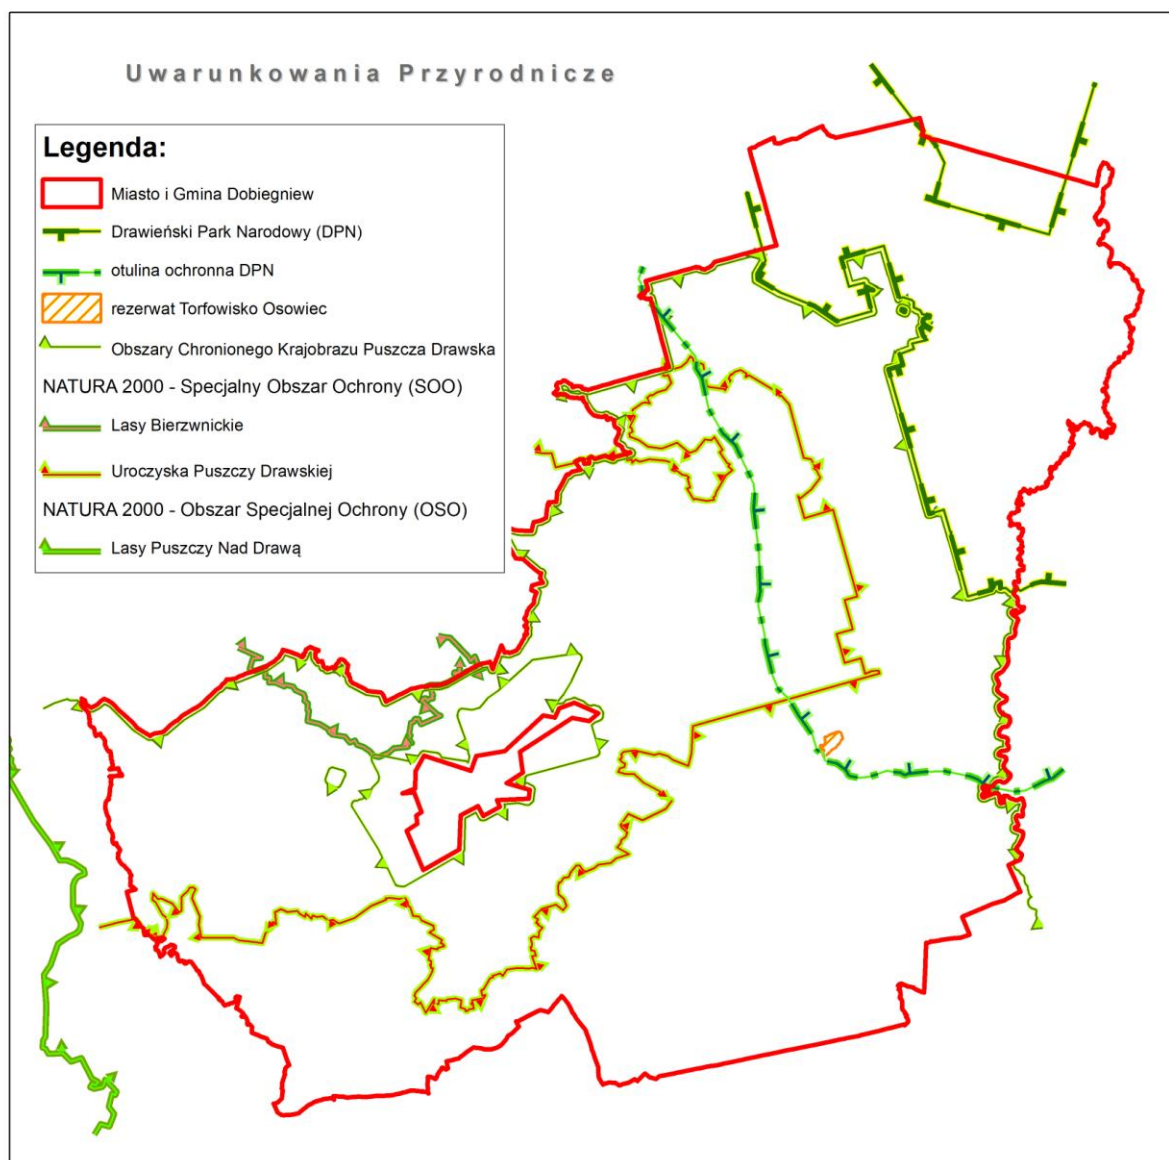 Uwarunkowania Przyrodnicze
Legenda:
Miasto i Gmina Dobiegniew
Drawieński Park Narodowy (DPN)
otulina ochronna DPN
rezerwat Torfowisko Osowiec
Obszary Chronionego Krajobrazu Puszcza Drawska
NATURA 2000 - Specjalny Obszar Ochrony (SOO)
Lasy Bierzwnickie
Uroczyska Puszczy Drawskiej
NATURA 2000 - Obszar Specjalnej Ochrony (OSO)
Lasy Puszczy Nad Drawą